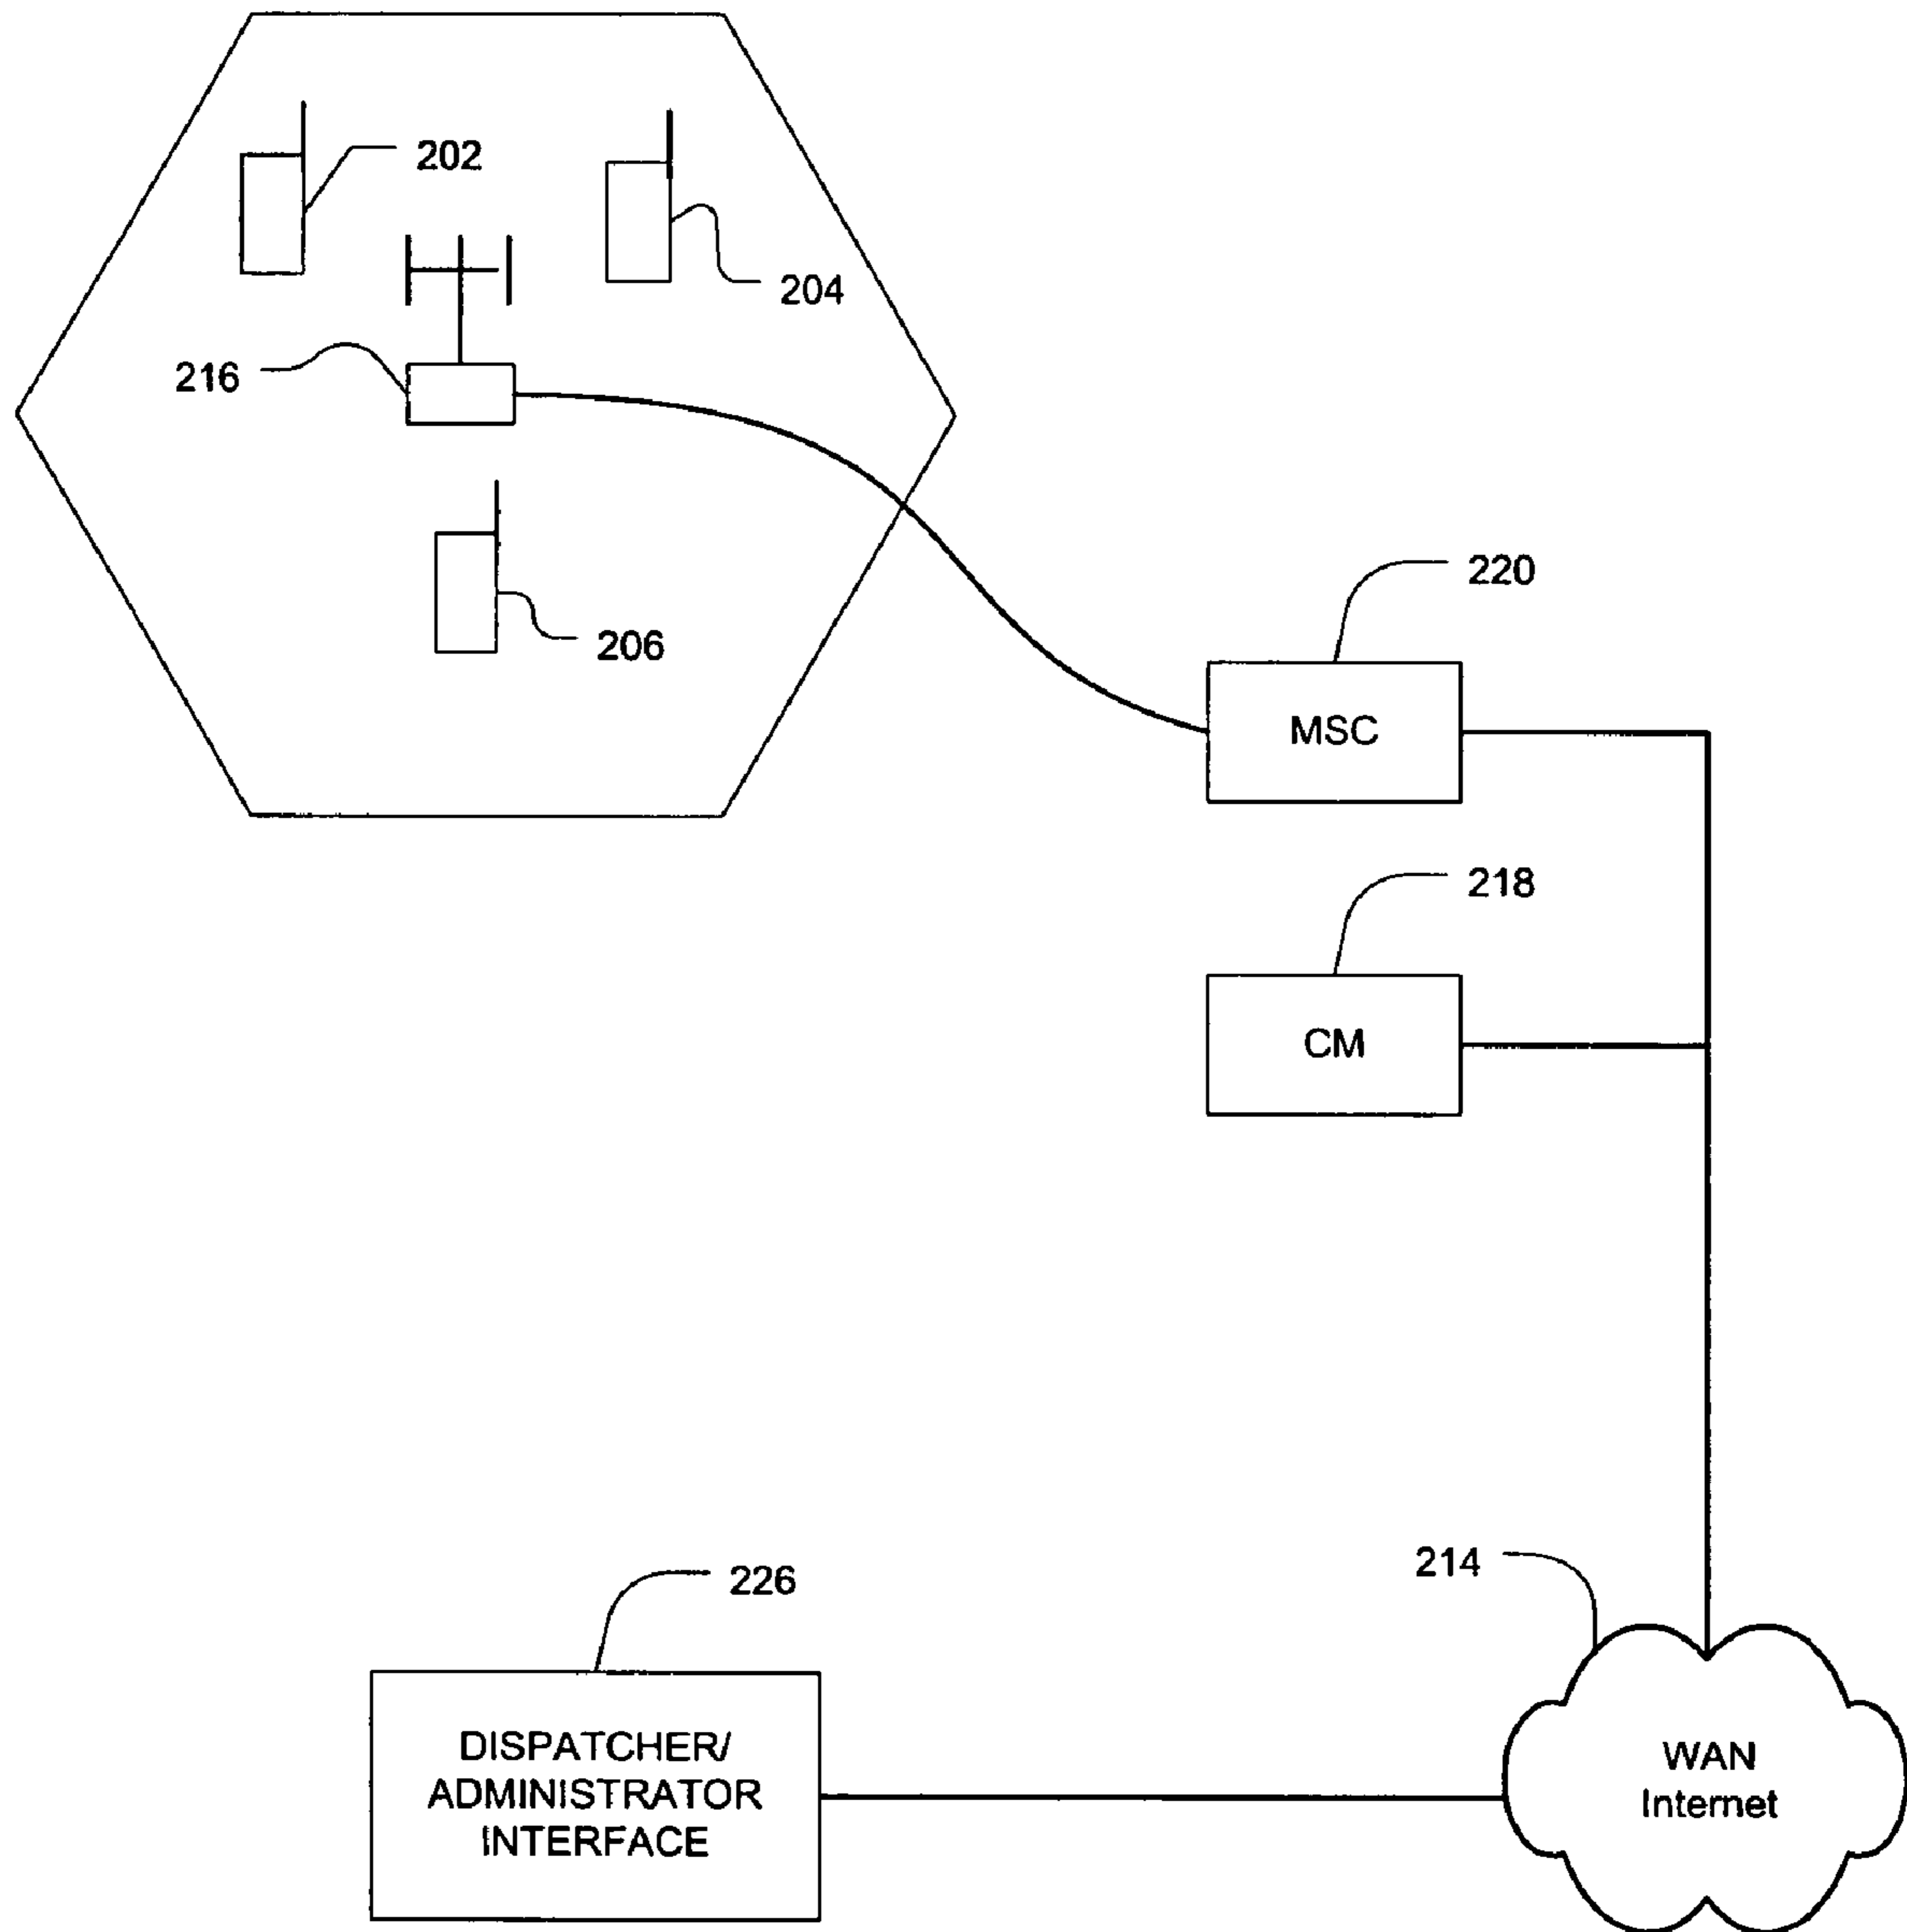 202
204
216
206
220
MSC
218
CM
214
226
DISPATCHER/
ADMINISTRATOR
INTERFACE
WAN
Internet